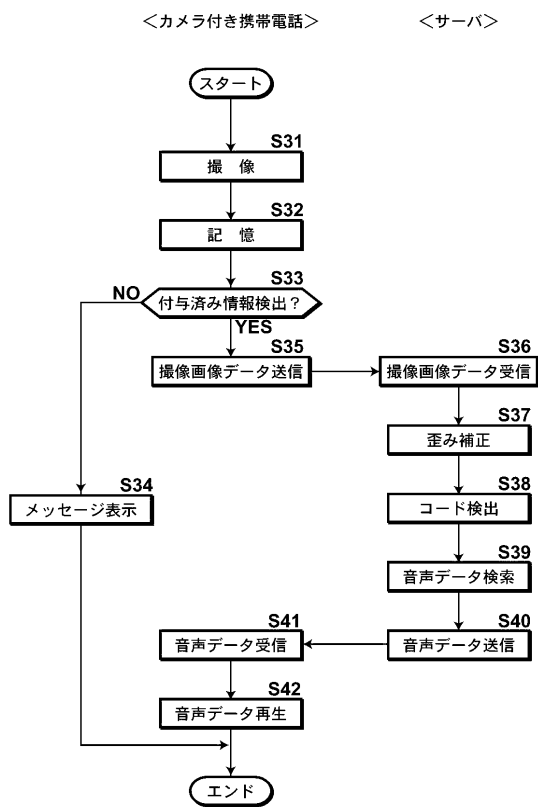 <カメラ付き携帯電話>
<サーバ>
スタート
S31
撮 像
S32
記 憶
S33
付与済み情報検出?
NO
YES
S35
撮像画像データ送信
S36
撮像画像データ受信
S37
歪み補正
S38
コード検出
S34
メッセージ表示
S39
音声データ検索
S40
音声データ送信
S41
音声データ受信
S42
音声データ再生
エンド